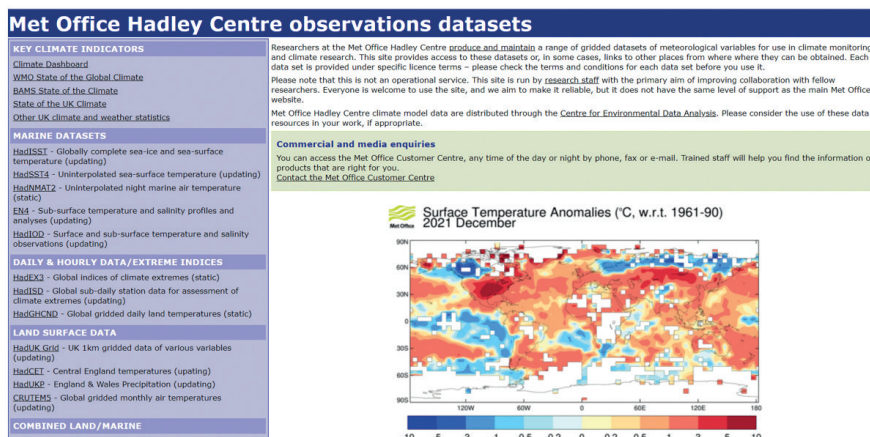 Met Office Hadley Centre observations datasets
KEY CLIMATE INDICATORS
Climate Dashboard
WMO State of the Global Climate
BAMS State of the Climate
State of the UK Climate
Other UK climate and weather statistics
MARINE DATASETS
HadISST - Globally complete sea-ice and sea-surface
temperature (updating)
HadSST4 - Uninterpolated sea-surface temperature (updating)
HadNMAT2 - Uninterpolated night marine air temperature
(static)
EN4 - Sub-surface temperature and salinity profiles and
analyses (updating)
HadIOD - Surface and sub-surface temperature and salinity
observations (updating)
DAILY & HOURLY DATA/EXTREME INDICES
HadEX3 - Global indices of climate extremes (static)
HadISD - Global sub-daily station data for assessment of
climate extremes (updating)
HadGHCND - Global gridded daily land temperatures (static)
LAND SURFACE DATA
HadUK Grid - UK 1km gridded data of various variables
(updating)
HadCET - Central England temperatures (upating)
HadUKP - England & Wales Precipitation (updating)
CRUTEM5 - Global gridded monthly air temperatures
(updating)
COMBINED LAND/MARINE
Researchers at the Met Office Hadley Centre produce and maintain a range of gridded datasets of meteorological variables for use in climate monitoring
and climate research. This site provides access to these datasets or, in some cases, links to other places from where where they can be obtained. Each
data set is provided under specific licence terms – please check the terms and conditions for each data set before you use it.
Please note that this is not an operational service. This site is run by research staff with the primary aim of improving collaboration with fellow
researchers. Everyone is welcome to use the site, and we aim to make it reliable, but it does not have the same level of support as the main Met Office
website.
Met Office Hadley Centre climate model data are distributed through the Centre for Environmental Data Analysis. Please consider the use of these data
resources in your work, if appropriate.
Commercial and media enquiries
You can access the Met Office Customer Centre, any time of the day or night by phone, fax or e-mail. Trained staff will help you find the information o
products that are right for you.
Contact the Met Office Customer Centre
Met Office
Surface Temperature Anomalies (°C, w.r.t. 1961-90)
2021 December
90N
60N
30N
0
30S
60S
90S
120W 60W 0 60E 120E 180
-10 -5 -3 -1 -0.5 -0.2 0 0.2 0.5 1 3 5 10